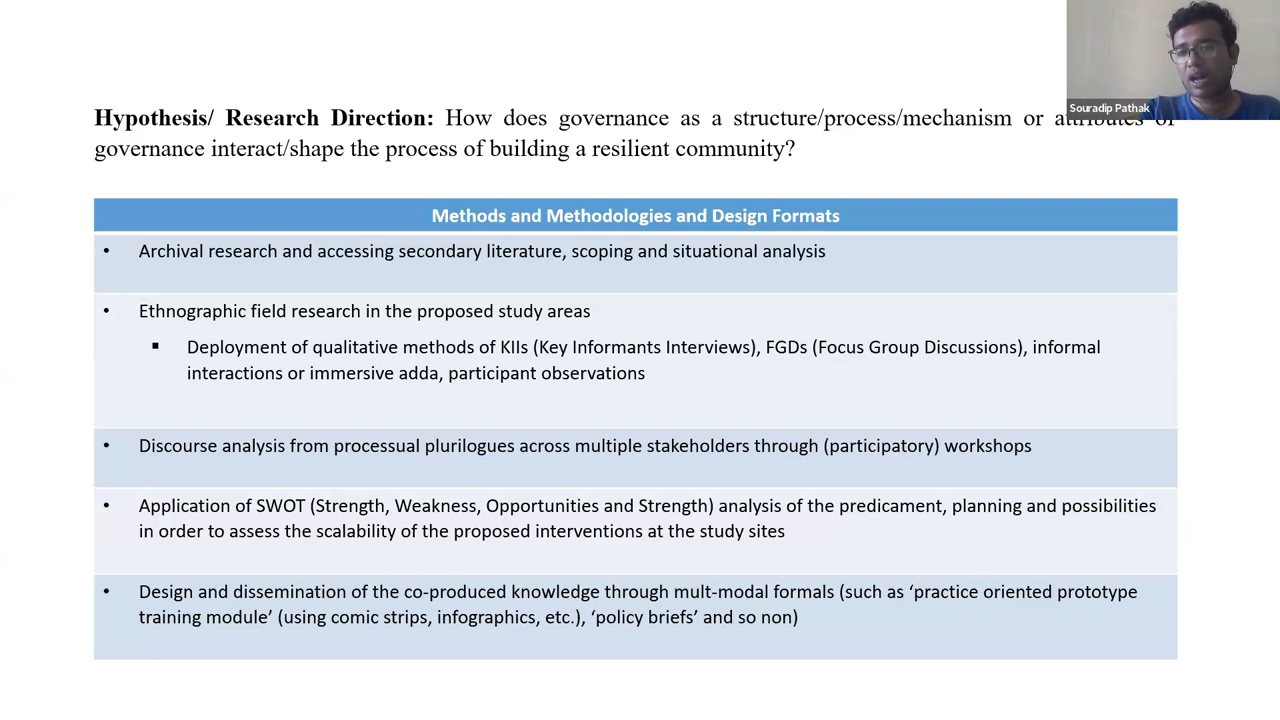 Souradip Pathak
Hypothesis/ Research Direction: How does governance as a structure/process/mechanism or attributes of
governance interact/shape the process of building a resilient community?
Methods and Methodologies and Design Formats
• Archival research and accessing secondary literature, scoping and situational analysis
• Ethnographic field research in the proposed study areas
▪ Deployment of qualitative methods of KIIs (Key Informants Interviews), FGDs (Focus Group Discussions), informal
interactions or immersive adda, participant observations
• Discourse analysis from processual plurilogues across multiple stakeholders through (participatory) workshops
• Application of SWOT (Strength, Weakness, Opportunities and Strength) analysis of the predicament, planning and possibilities
in order to assess the scalability of the proposed interventions at the study sites
• Design and dissemination of the co-produced knowledge through mult-modal formals (such as ‘practice oriented prototype
training module’ (using comic strips, infographics, etc.), ‘policy briefs’ and so non)